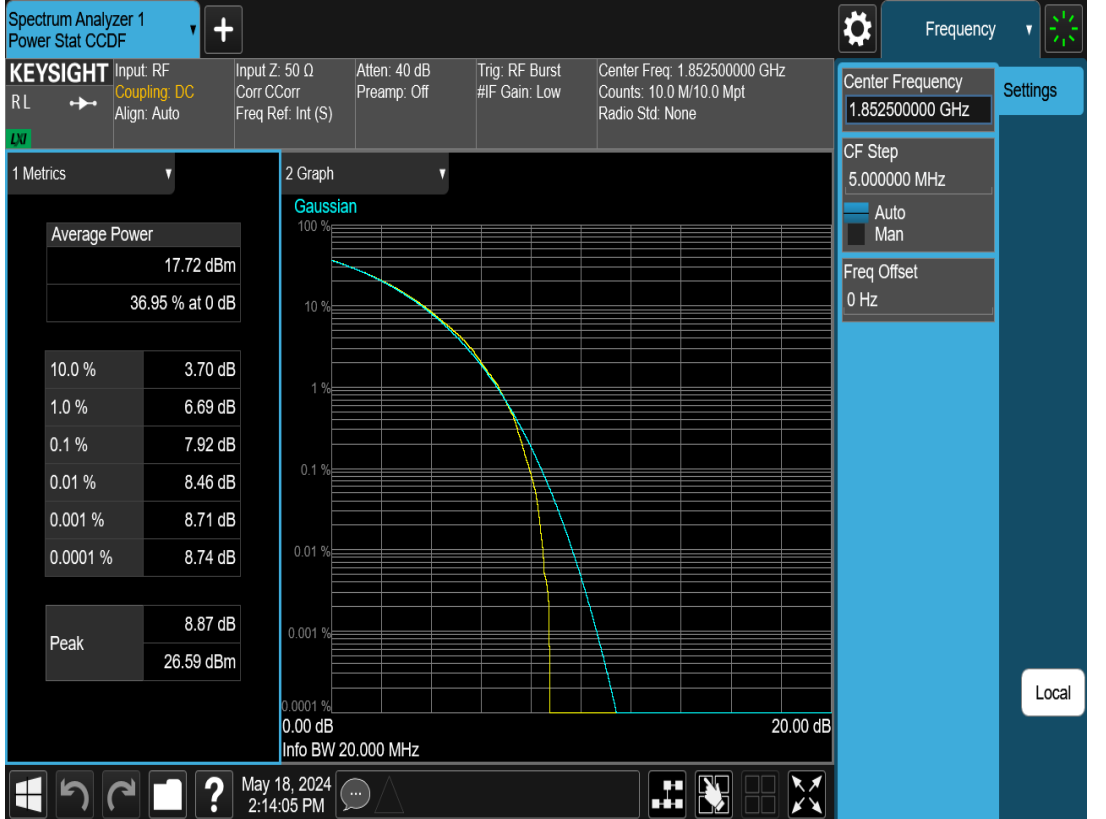 Spectrum Analyzer 1
Power Stat CCDF
Frequency
KEYSIGHT
R L
LXI
Input: RF
Coupling: DC
Align: Auto
Input Z: 50 Ω
Corr CCorr
Freq Ref: Int (S)
Atten: 40 dB
Preamp: Off
Trig: RF Burst
#IF Gain: Low
Center Freq: 1.852500000 GHz
Counts: 10.0 M/10.0 Mpt
Radio Std: None
Center Frequency
1.852500000 GHz
Settings
CF Step
5.000000 MHz
Auto
Man
Freq Offset
0 Hz
1 Metrics
Average Power
17.72 dBm
36.95 % at 0 dB
10.0 % 3.70 dB
1.0 % 6.69 dB
0.1 % 7.92 dB
0.01 % 8.46 dB
0.001 % 8.71 dB
0.0001 % 8.74 dB
Peak
8.87 dB
26.59 dBm
2 Graph
Gaussian
100 %
10 %
1 %
0.1 %
0.01 %
0.001 %
0.0001 %
0.00 dB 20.00 dB
Info BW 20.000 MHz
Local
?
May 18, 2024
2:14:05 PM